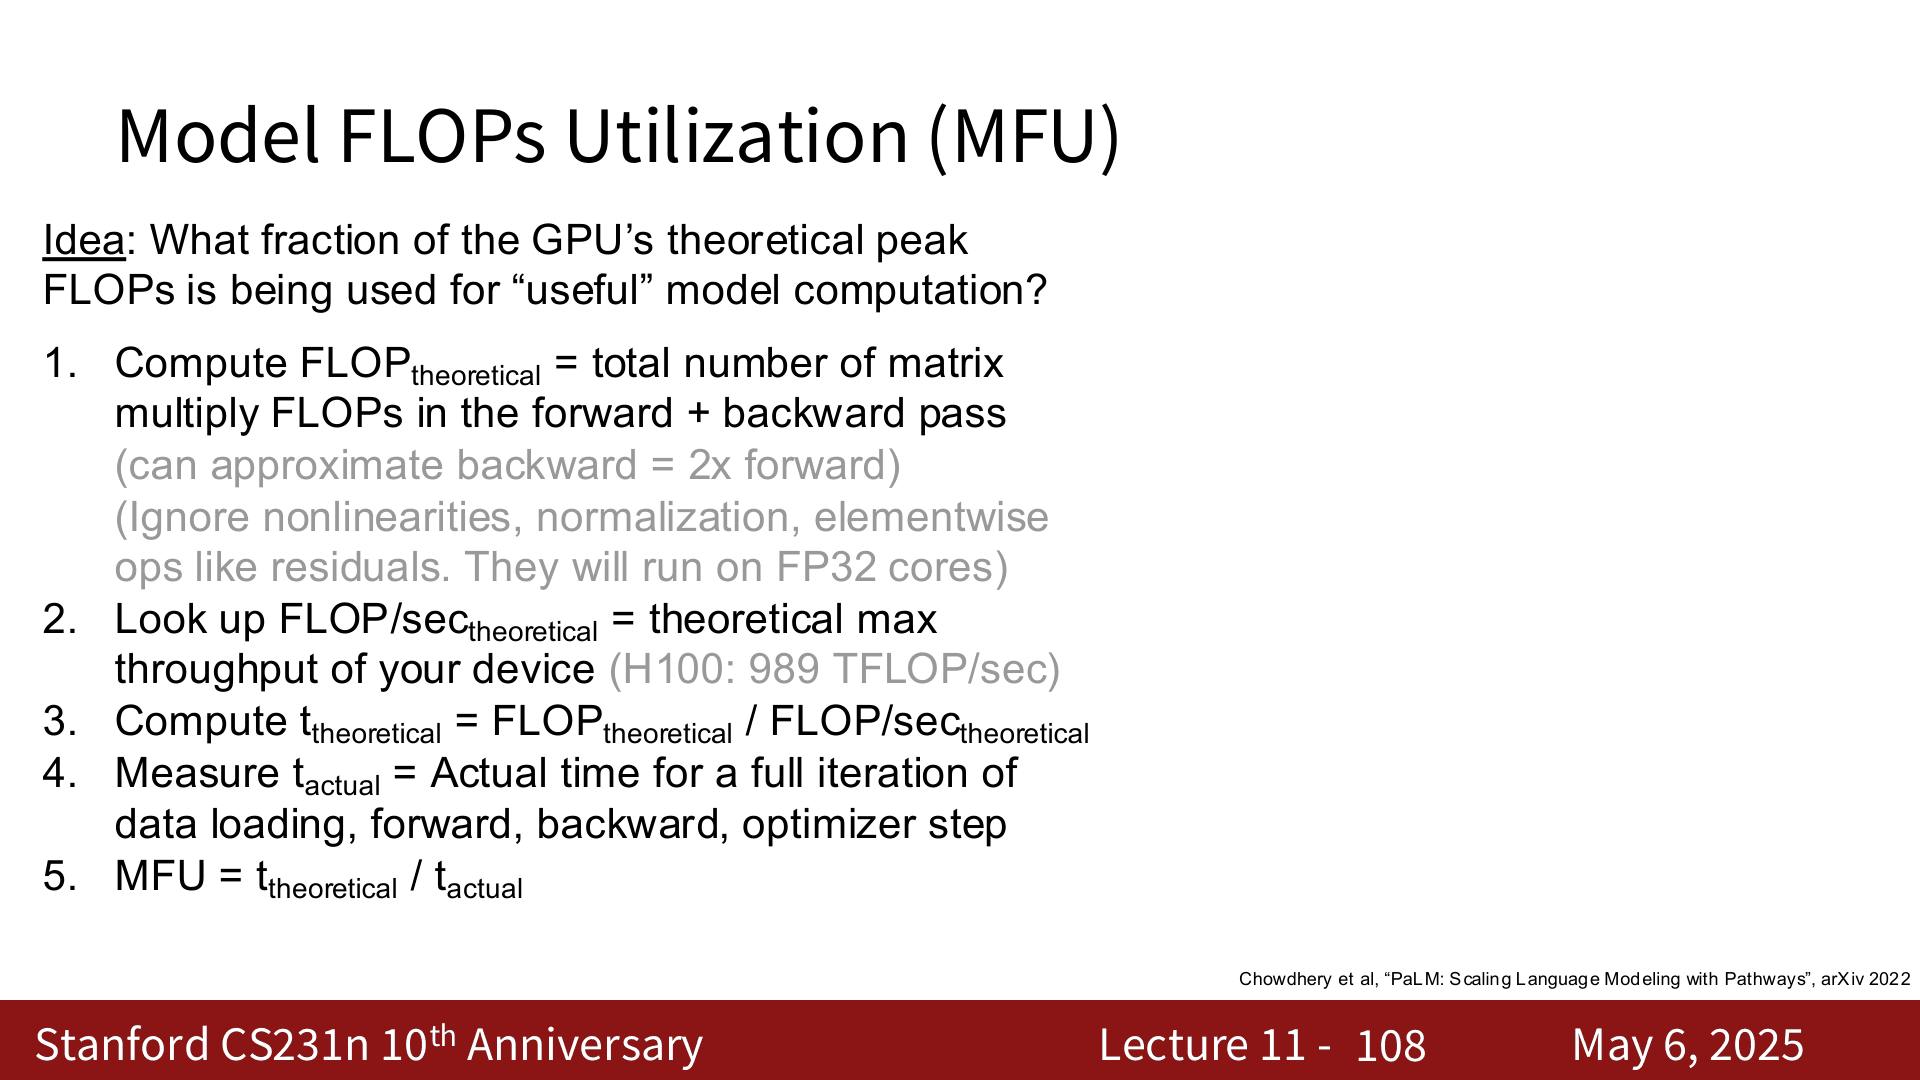 Model FLOPs Utilization (MFU)
Idea: What fraction of the GPU’s theoretical peak
FLOPs is being used for “useful” model computation?
1. Compute FLOPtheoretical = total number of matrix
multiply FLOPs in the forward + backward pass
(can approximate backward = 2x forward)
(Ignore nonlinearities, normalization, elementwise
ops like residuals. They will run on FP32 cores)
2. Look up FLOP/sectheoretical = theoretical max
throughput of your device (H100: 989 TFLOP/sec)
3. Compute ttheoretical = FLOPtheoretical / FLOP/sectheoretical
4. Measure tactual = Actual time for a full iteration of
data loading, forward, backward, optimizer step
5. MFU = ttheoretical / tactual
Chowdhery et al, “PaLM: Scaling Language Modeling with Pathways”, arXiv 2022
Stanford CS231n 10th Anniversary Lecture 11 - 108 May 6, 2025